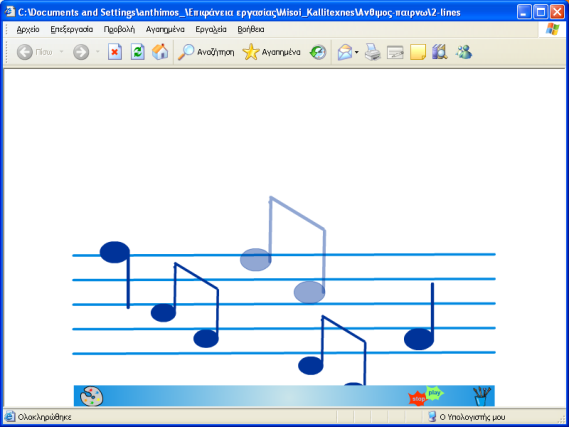 C:\Documents and Settings\anthimos_\Επιφάνεια εργασίας\Misoi_Kallitexnes\Ανθιμος-παιρνω\2-lines
Αρχείο Επεξεργασία Προβολή Αγαπημένα Εργαλεία Βοήθεια
Πίσω Αναζήτηση Αγαπημένα
stop play
Ολοκληρώθηκε Ο Υπολογιστής μου